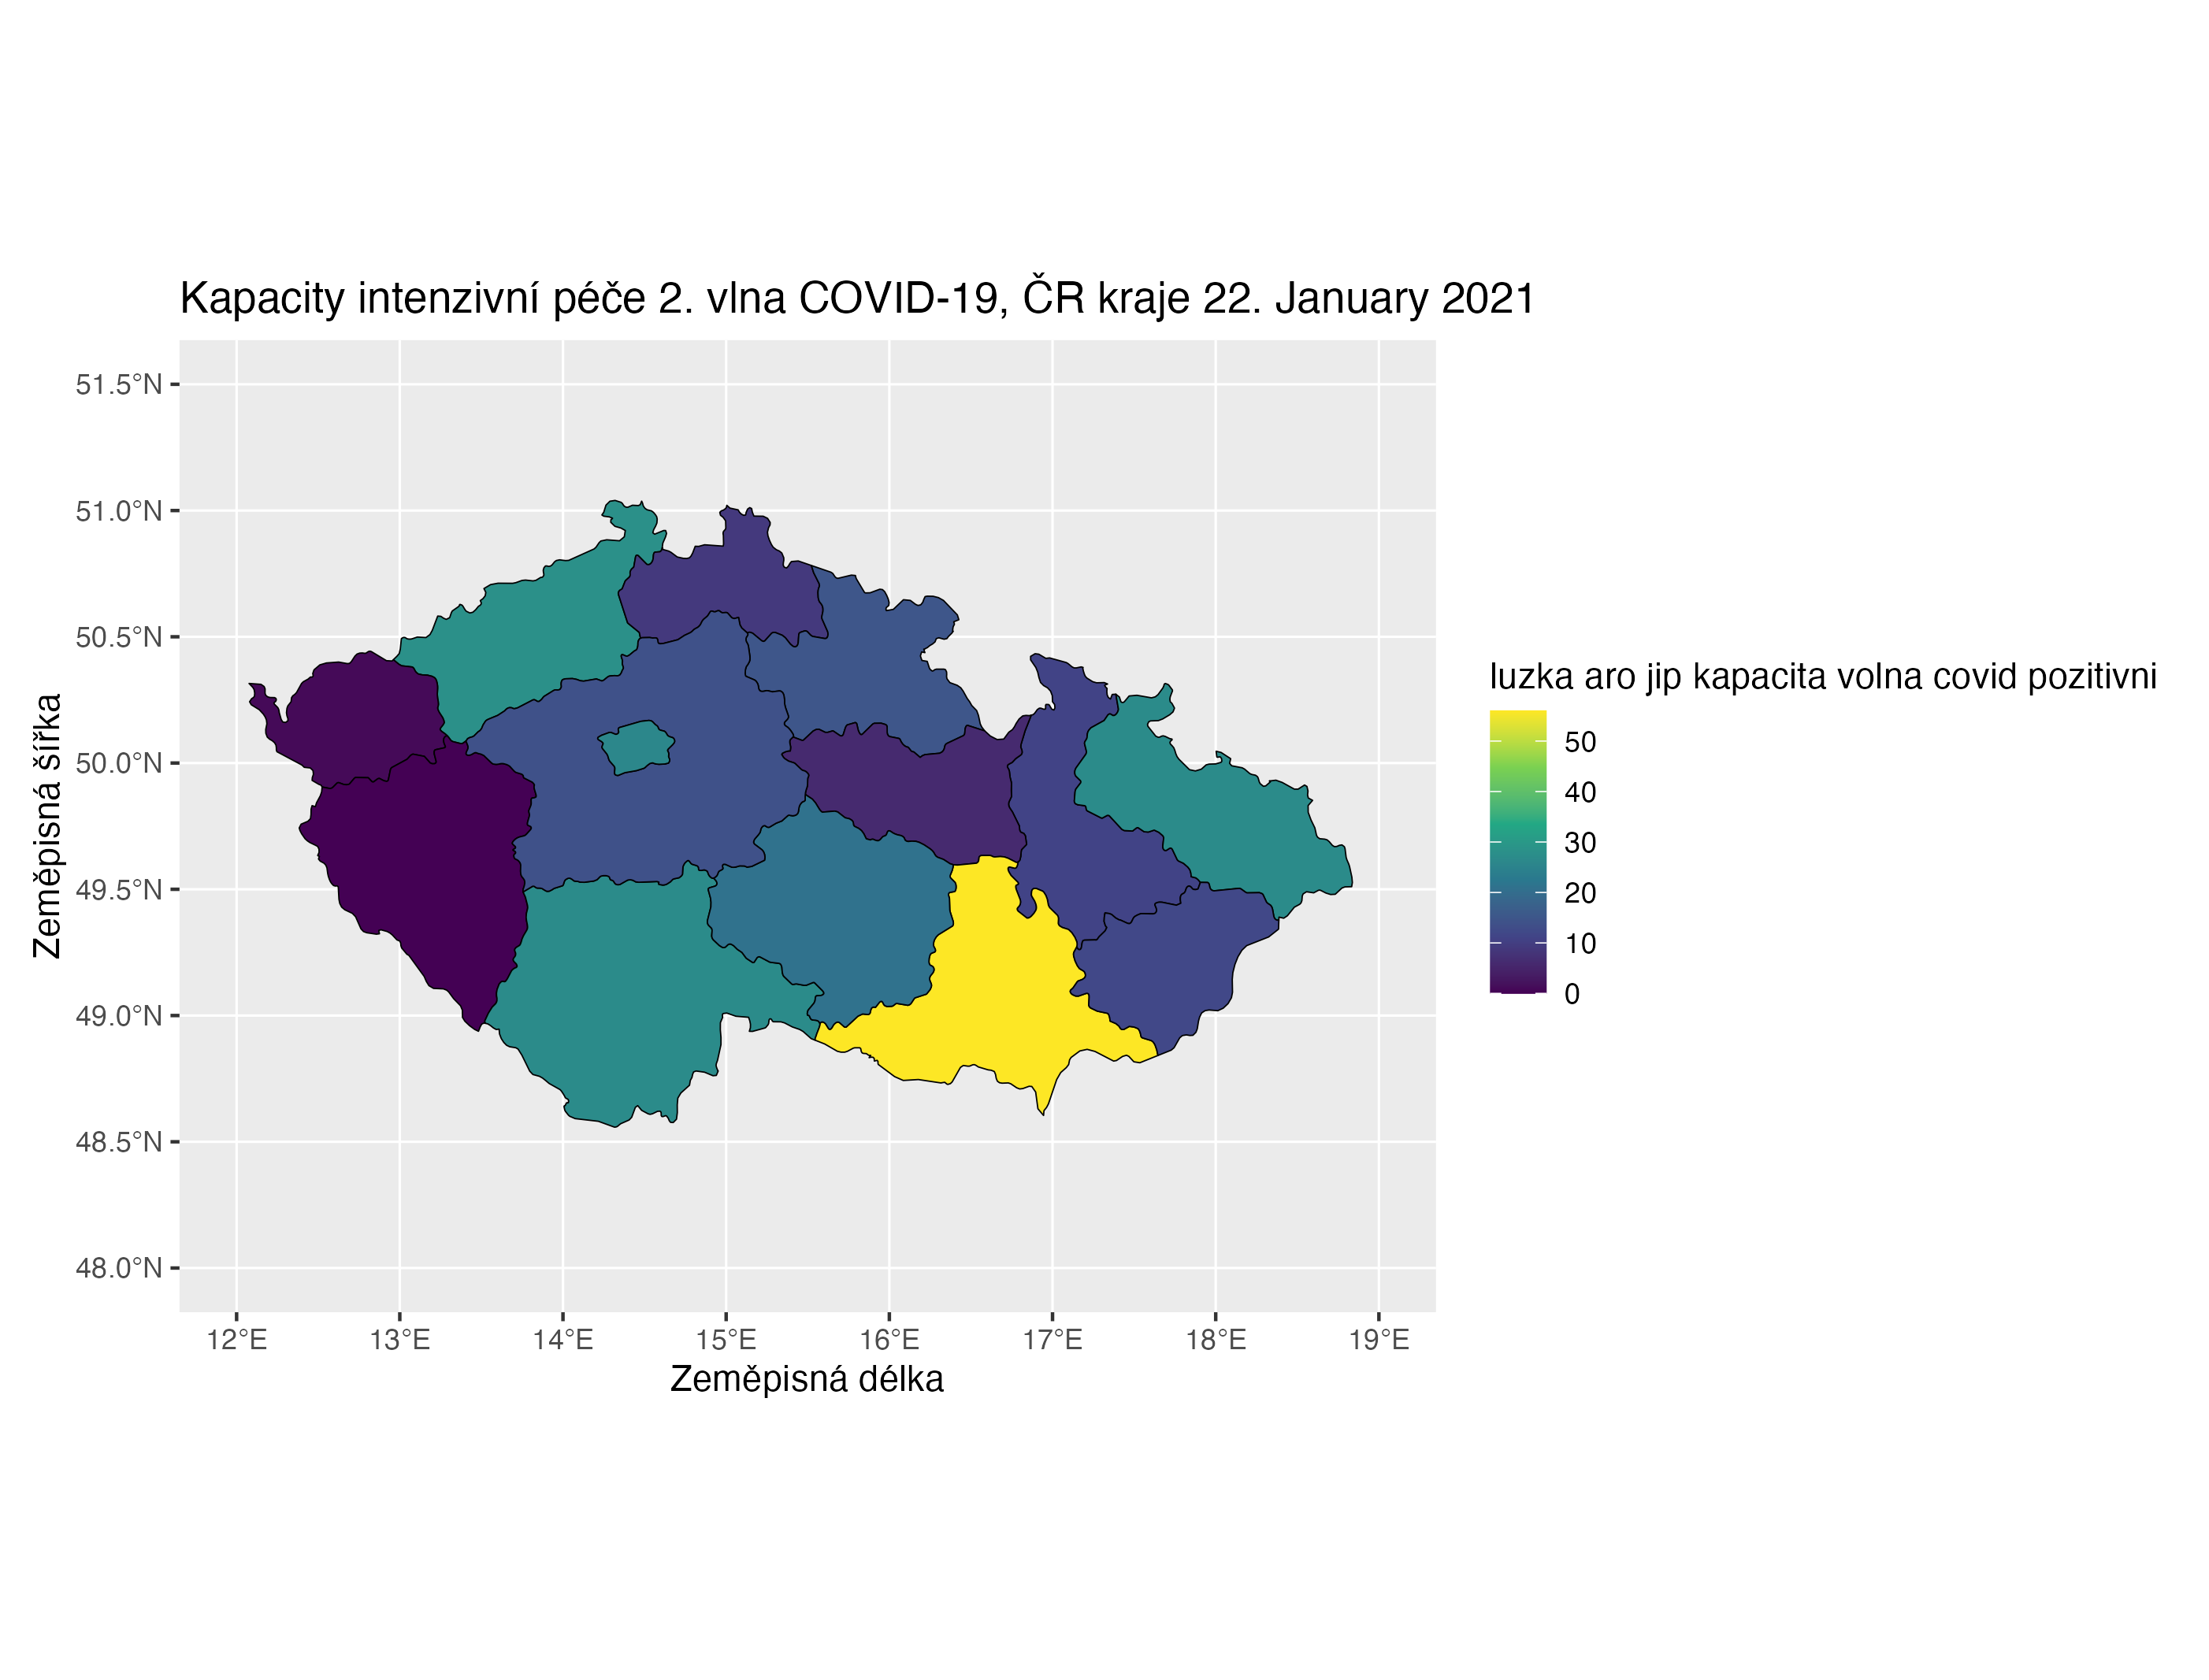 Kapacity intenzivní péče 2. vlna COVID-19, ČR kraje 22. January 2021
51.5°N
51.0°N
50.5°N
50.0°N
49.5°N
49.0°N
48.5°N
48.0°N
Zeměpisná šířka
12°E 13°E 14°E 15°E 16°E 17°E 18°E 19°E
Zeměpisná délka
luzka aro jip kapacita volna covid pozitivni
50
40
30
20
10
0